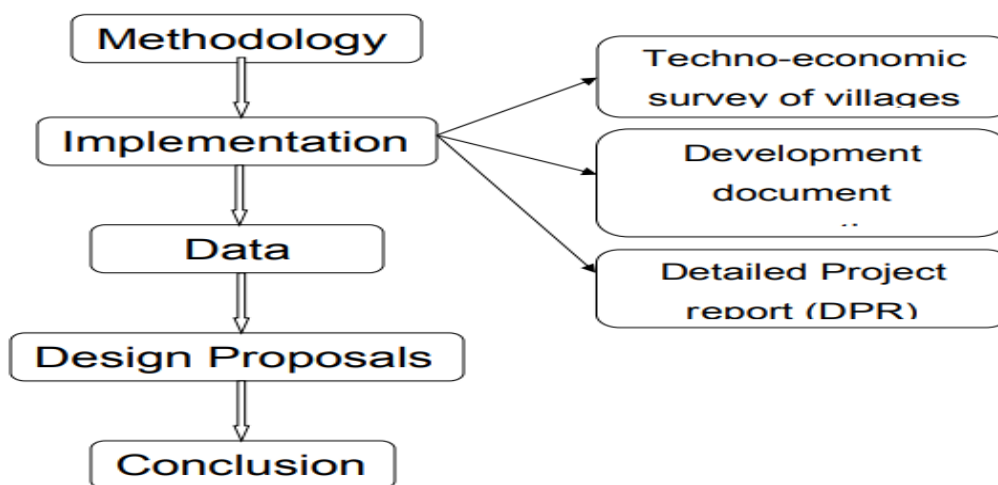 Methodology
Implementation
Data
Design Proposals
Conclusion
Techno-economic
survey of villages
Development
document
Detailed Project
report (DPR)